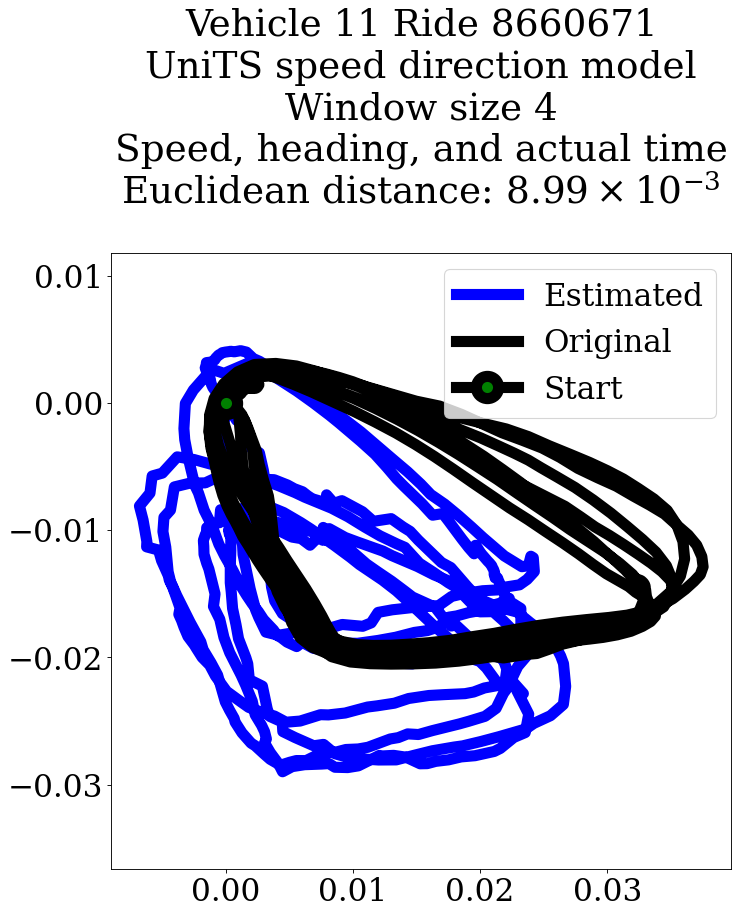 Vehicle 11 Ride 8660671
UniTS speed direction model
Window size 4
Speed, heading, and actual time
Euclidean distance: 8.99 × 10⁻³
0.01
0.00
−0.01
−0.02
−0.03
Estimated
Original
Start
0.00 0.01 0.02 0.03